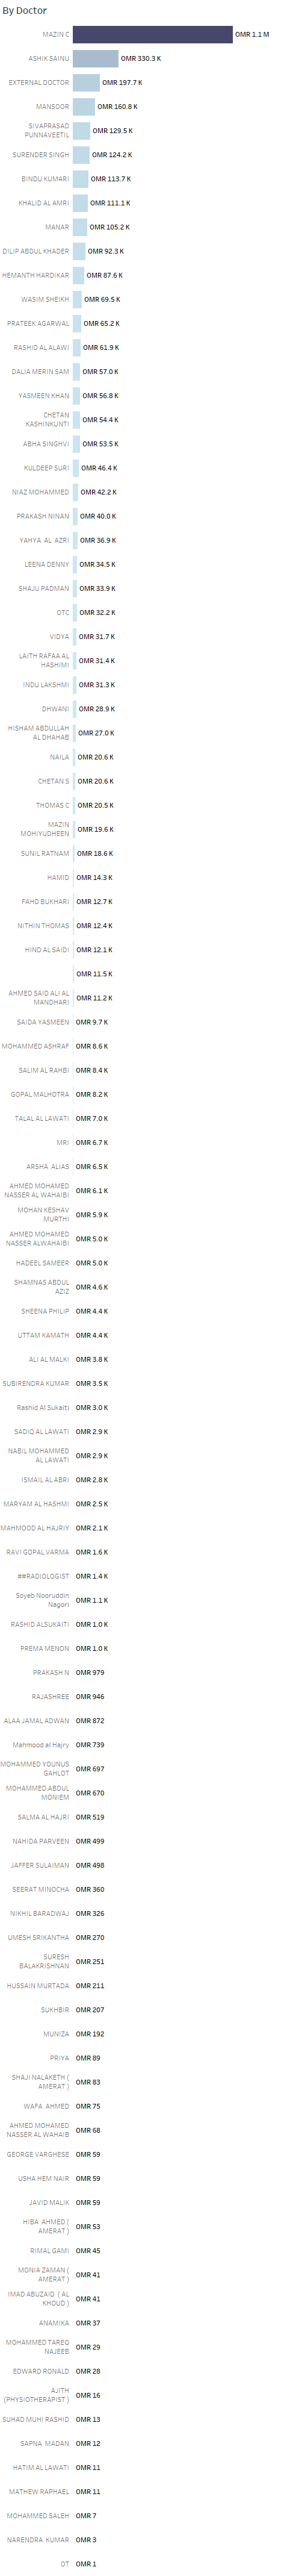 By Doctor
MAZIN C OMR 1.1 M
ASHIK SAINU OMR 330.3 K
EXTERNAL DOCTOR OMR 197.7 K
MANSOOR OMR 160.8 K
SIVAPRASAD
PUNNAVEETIL OMR 129.5 K
SURENDER SINGH OMR 124.2 K
BINDU KUMARI OMR 113.7 K
KHALID AL AMRI OMR 111.1 K
MANAR OMR 105.2 K
DILIP ABDUL KHADER OMR 92.3 K
HEMANTH HARDIKAR OMR 87.6 K
WASIM SHEIKH OMR 69.5 K
PRATEEK AGARWAL OMR 65.2 K
RASHID AL ALAWI OMR 61.9 K
DALIA MERIN SAM OMR 57.0 K
YASMEEN KHAN OMR 56.8 K
CHETAN
KASHINKUNTI OMR 54.4 K
ABHA SINGHVI OMR 53.5 K
KULDEEP SURI OMR 46.4 K
NIAZ MOHAMMED OMR 42.2 K
PRAKASH NINAN OMR 40.0 K
YAHYA AL AZRI OMR 36.9 K
LEENA DENNY OMR 34.5 K
SHAJU PADMAN OMR 33.9 K
OTC OMR 32.2 K
VIDYA OMR 31.7 K
LAITH RAFAA AL
HASHIMI OMR 31.4 K
INDU LAKSHMI OMR 31.3 K
DHWANI OMR 28.9 K
HISHAM ABDULLAH
AL DHAHAB OMR 27.0 K
NAILA OMR 20.6 K
CHETAN S OMR 20.6 K
THOMAS C OMR 20.5 K
MAZIN
MOHIYUDHEEN OMR 19.6 K
SUNIL RATNAM OMR 18.6 K
HAMID OMR 14.3 K
FAHD BUKHARI OMR 12.7 K
NITHIN THOMAS OMR 12.4 K
HIND AL SAIDI OMR 12.1 K
OMR 11.5 K
AHMED SAID ALI AL
MANDHARI OMR 11.2 K
SAIDA YASMEEN OMR 9.7 K
MOHAMMED ASHRAF OMR 8.6 K
SALIM AL RAHBI OMR 8.4 K
GOPAL MALHOTRA OMR 8.2 K
TALAL AL LAWATI OMR 7.0 K
MRI OMR 6.7 K
ARSHA ALIAS OMR 6.5 K
AHMED MOHAMED
NASSER AL WAHAIBI OMR 6.1 K
MOHAN KESHAV
MURTHI OMR 5.9 K
AHMED MOHAMED
NASSER ALWAHAIBI OMR 5.0 K
HADEEL SAMEER OMR 5.0 K
SHAMNAS ABDUL
AZIZ OMR 4.6 K
SHEENA PHILIP OMR 4.4 K
UTTAM KAMATH OMR 4.4 K
ALI AL MALKI OMR 3.8 K
SUBIRENDRA KUMAR OMR 3.5 K
Rashid Al Sukaiti OMR 3.0 K
SADIQ AL LAWATI OMR 2.9 K
NABIL MOHAMMED
AL LAWATI OMR 2.9 K
ISMAIL AL ABRI OMR 2.8 K
MARYAM AL HASHMI OMR 2.5 K
MAHMOOD AL HAJRIY OMR 2.1 K
RAVI GOPAL VARMA OMR 1.6 K
##RADIOLOGIST OMR 1.4 K
Soyeb Nooruddin
Nagori OMR 1.1 K
RASHID ALSUKAITI OMR 1.0 K
PREMA MENON OMR 1.0 K
PRAKASH N OMR 979
RAJASHREE OMR 946
ALAA JAMAL ADWAN OMR 872
Mahmood al Hajry OMR 739
MOHAMMED YOUNUS
GAHLOT OMR 697
MOHAMMED ABDUL
MONIEM OMR 670
SALMA AL HAJRI OMR 519
NAHIDA PARVEEN OMR 499
JAFFER SULAIMAN OMR 498
SEERAT MINOCHA OMR 360
NIKHIL BARADWAJ OMR 326
UMESH SRIKANTHA OMR 270
SURESH
BALAKRISHNAN OMR 251
HUSSAIN MURTADA OMR 211
SUKHBIR OMR 207
MUNIZA OMR 192
PRIYA OMR 89
SHAJI NALAKETH (
AMERAT ) OMR 83
WAFA AHMED OMR 75
AHMED MOHAMED
NASSER AL WAHAIB OMR 68
GEORGE VARGHESE OMR 59
USHA HEM NAIR OMR 59
JAVID MALIK OMR 59
HIBA AHMED (
AMERAT ) OMR 53
RIMAL GAMI OMR 45
MONIA ZAMAN (
AMERAT ) OMR 41
IMAD ABUZAID ( AL
KHOUD ) OMR 41
ANAMIKA OMR 37
MOHAMMED TAREQ
NAJEEB OMR 29
EDWARD RONALD OMR 28
AJITH
(PHYSIOTHERAPIST ) OMR 16
SUHAD MUHI RASHID OMR 13
SAPNA MADAN OMR 12
HATIM AL LAWATI OMR 11
MATHEW RAPHAEL OMR 11
MOHAMMED SALEH OMR 7
NARENDRA KUMAR OMR 3
OT OMR 1